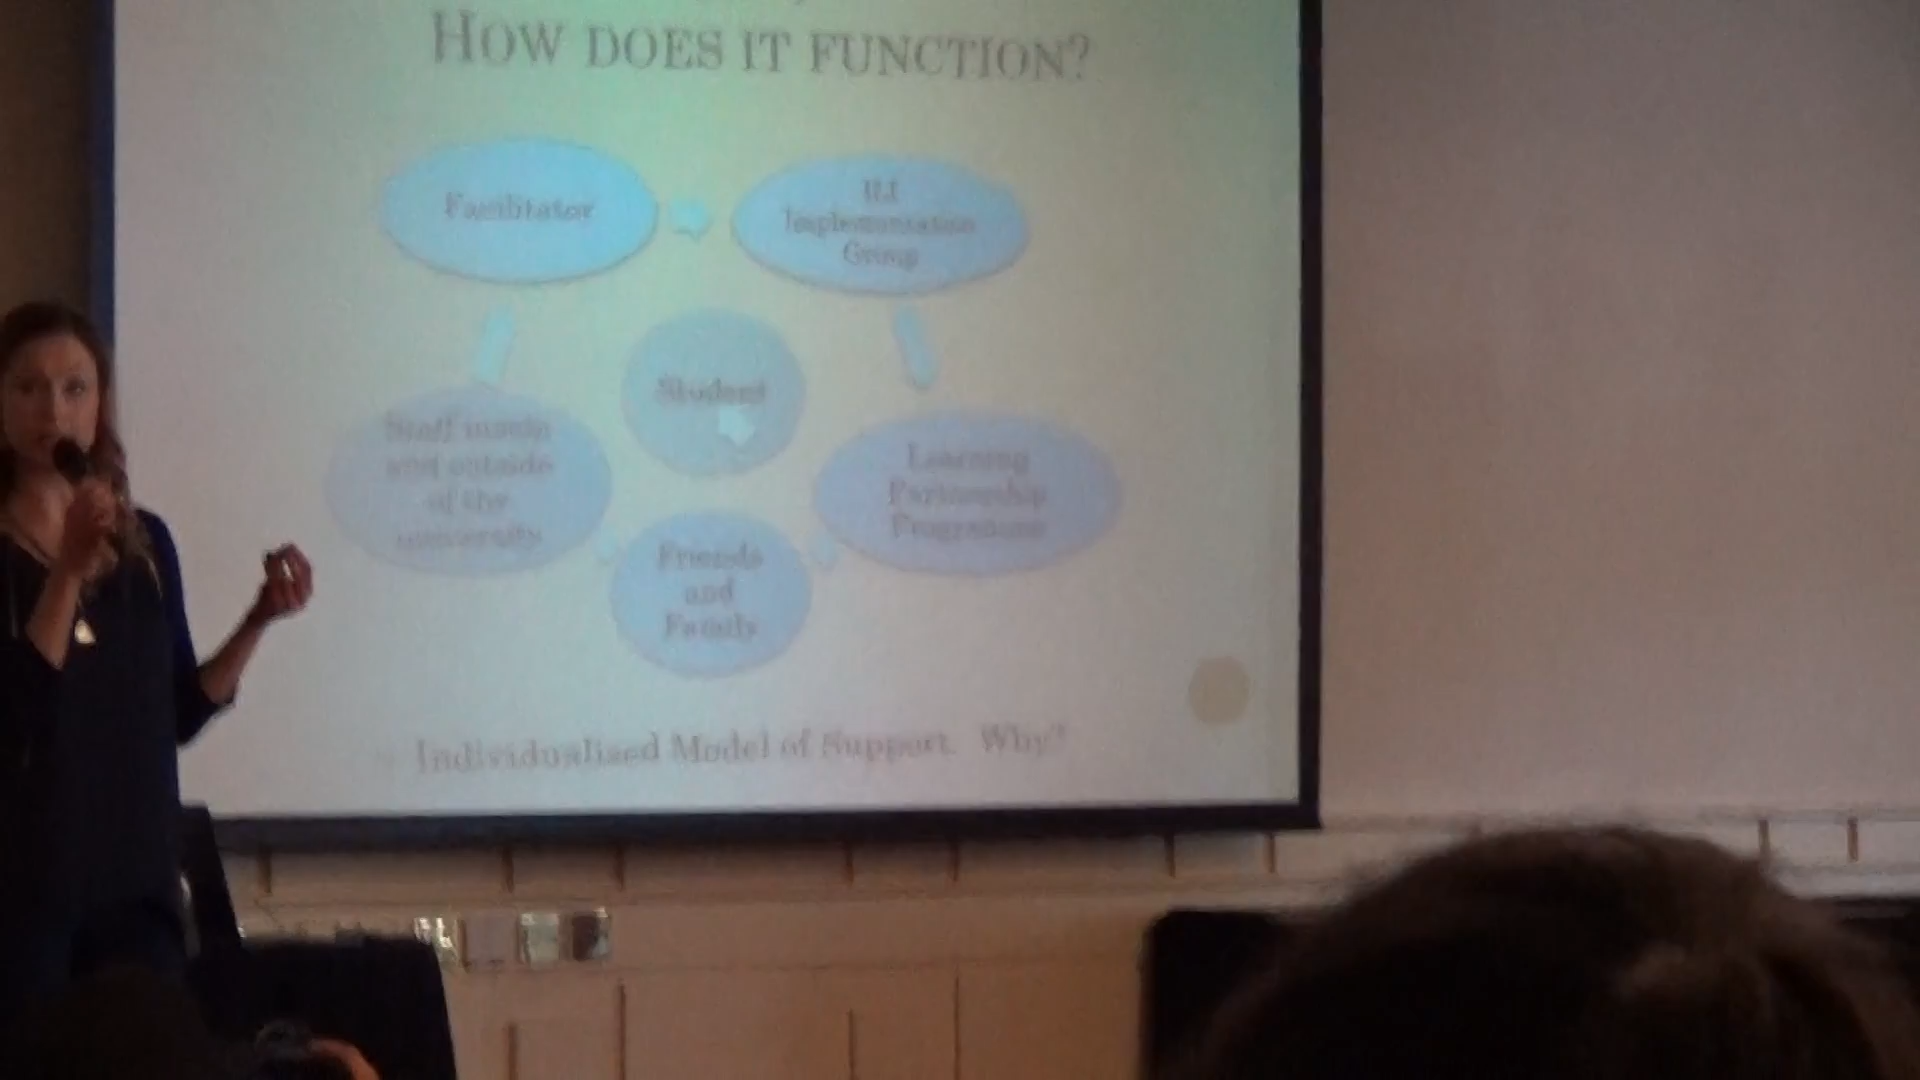 HOW DOES IT FUNCTION?
Facilitator
Implementation
Group
Student
Staff inside
and outside
of the
university
Learning
Partnership
Programme
Friends
and
Family
Individualised Model of Support. Why?